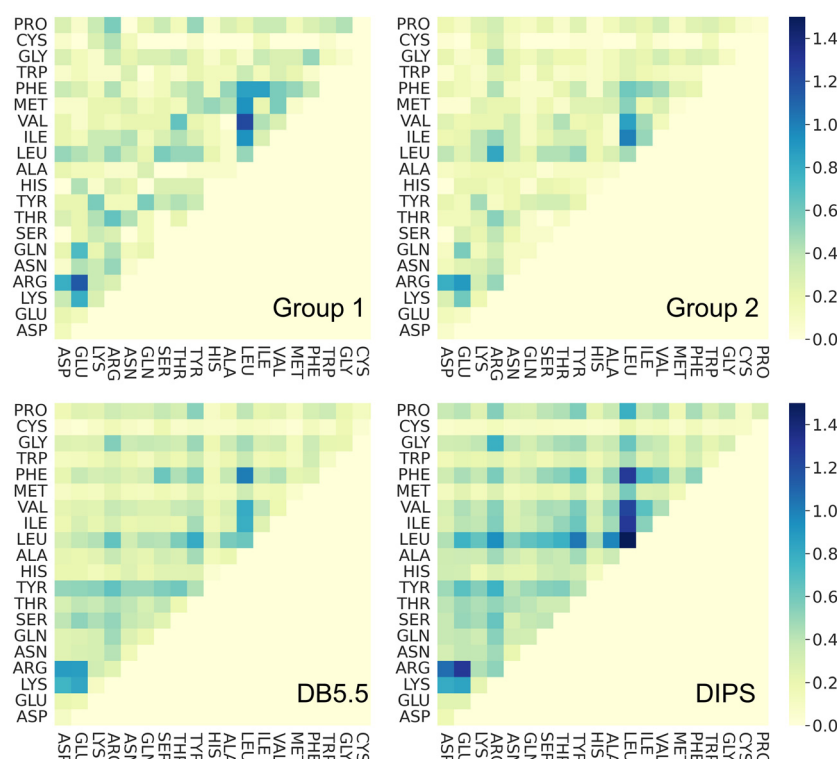 PRO
CYS
GLY
TRP
PHE
MET
VAL
ILE
LEU
ALA
HIS
TYR
THR
SER
GLN
ASN
ARG
LYS
GLU
ASP
ASP GLU LYS ARG ASN GLN SER THR TYR HIS ALA LEU ILE VAL MET PHE TRP GLY CYS
Group 1
PRO
CYS
GLY
TRP
PHE
MET
VAL
ILE
LEU
ALA
HIS
TYR
THR
SER
GLN
ASN
ARG
LYS
GLU
ASP
ASP GLU LYS ARG ASN GLN SER THR TYR HIS ALA LEU ILE VAL MET PHE TRP GLY CYS PRO
Group 2
1.4
1.2
1.0
0.8
0.6
0.4
0.2
0.0
PRO
CYS
GLY
TRP
PHE
MET
VAL
ILE
LEU
ALA
HIS
TYR
THR
SER
GLN
ASN
ARG
LYS
GLU
ASP
DB5.5
PRO
CYS
GLY
TRP
PHE
MET
VAL
ILE
LEU
ALA
HIS
TYR
THR
SER
GLN
ASN
ARG
LYS
GLU
ASP
DIPS
1.4
1.2
1.0
0.8
0.6
0.4
0.2
0.0